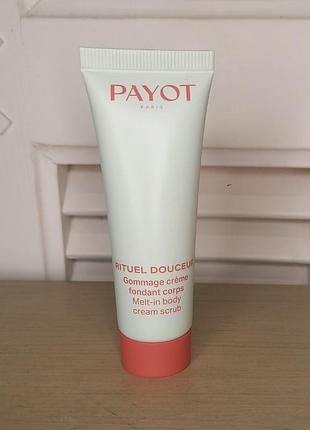 PAYOT
PARIS
RITUEL DOUCEUR
Gommage crème
fondant corps
Melt-in body
cream scrub